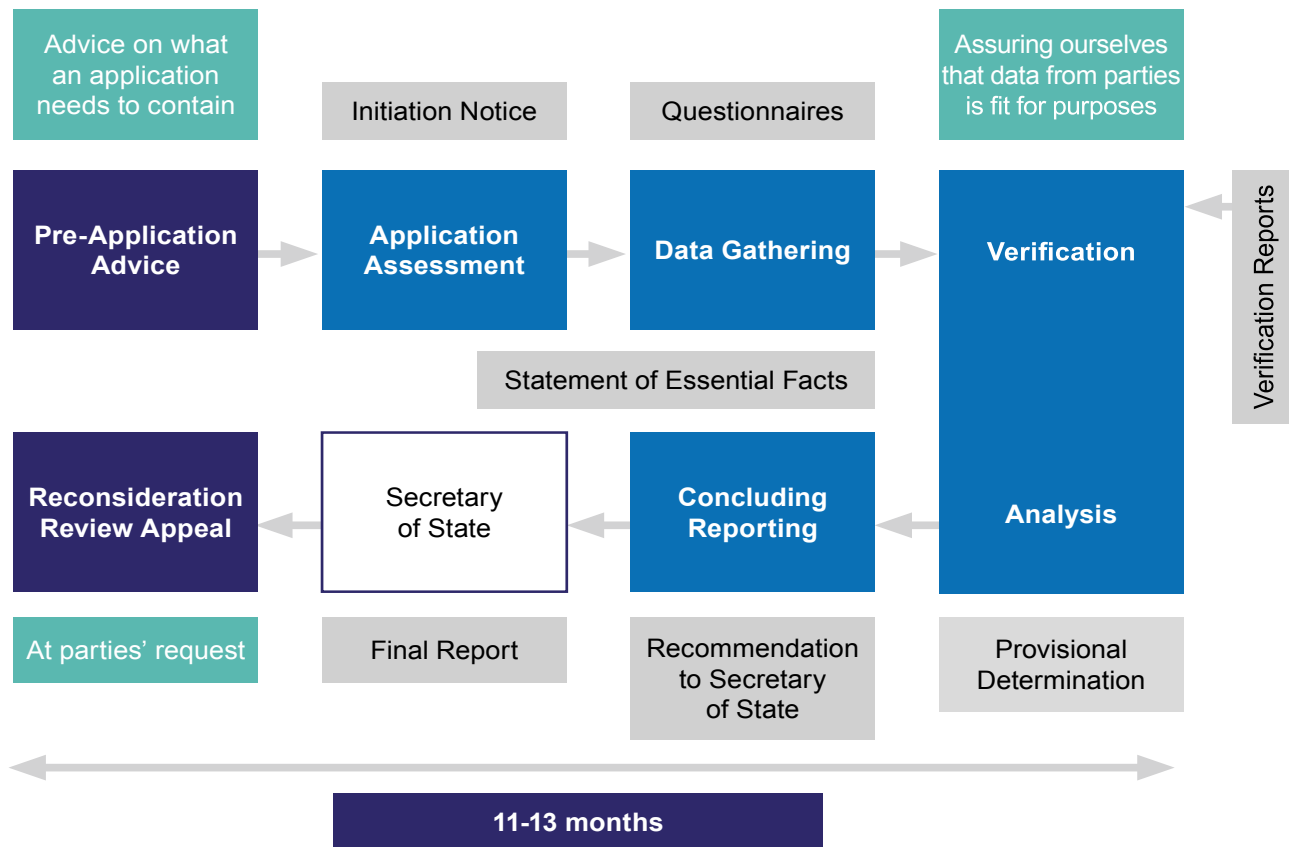 Advice on what
an application
needs to contain
Initiation Notice
Questionnaires
Assuring ourselves
that data from parties
is fit for purposes
Pre-Application
Advice
Application
Assessment
Data Gathering
Verification
Verification Reports
Statement of Essential Facts
Reconsideration
Review Appeal
Secretary
of State
Concluding
Reporting
Analysis
At parties’ request
Final Report
Recommendation
to Secretary
of State
Provisional
Determination
11-13 months